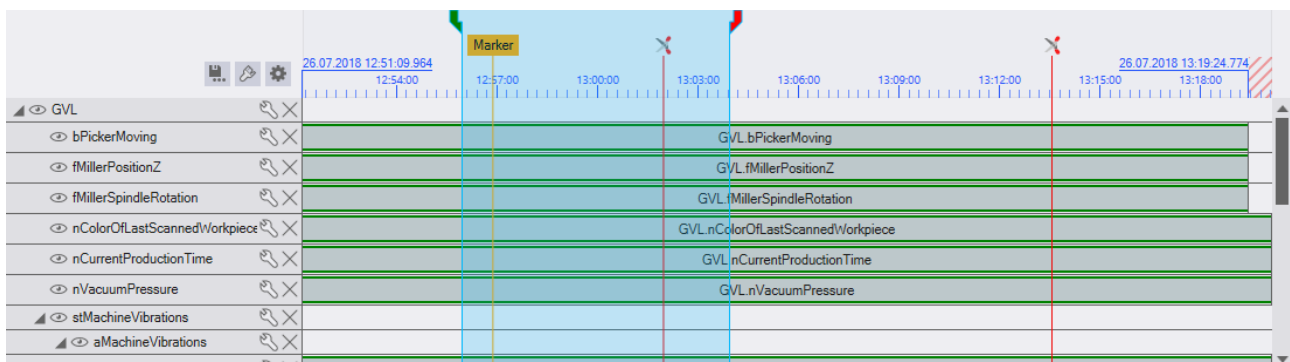 Marker
26.07.2018 12:51:09.964
26.07.2018 13:19:24.774
12:54:00 12:57:00 13:00:00 13:03:00 13:06:00 13:09:00 13:12:00 13:15:00 13:18:00
GVL
bPickerMoving GVL.bPickerMoving
fMillerPositionZ GVL.fMillerPositionZ
fMillerSpindleRotation GVL.fMillerSpindleRotation
nColorOfLastScannedWorkpiece GVL.nColorOfLastScannedWorkpiece
nCurrentProductionTime GVL.nCurrentProductionTime
nVacuumPressure GVL.nVacuumPressure
stMachineVibrations
aMachineVibrations